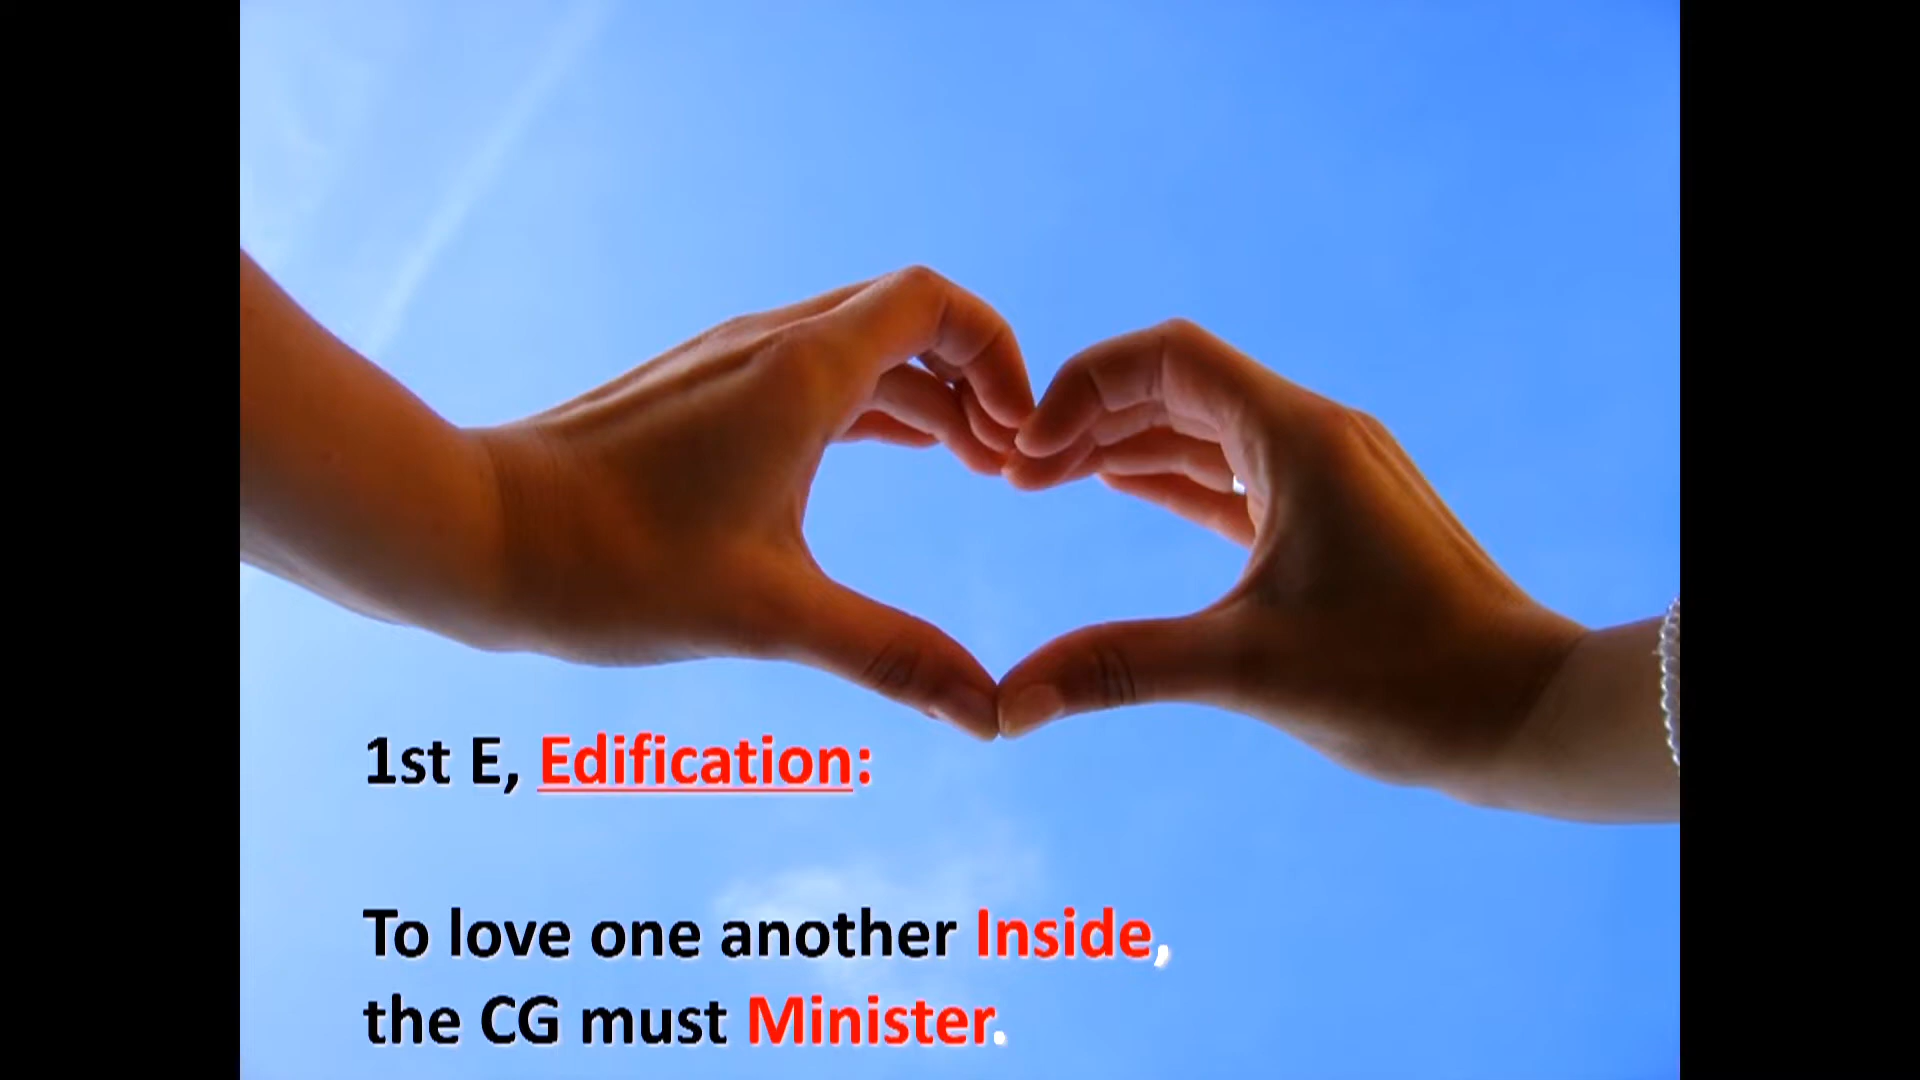 1st E, Edification:
To love one another Inside,
the CG must Minister.